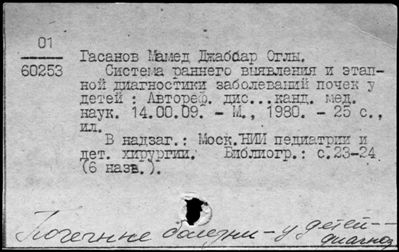 01
60253
Гасанов Мамед Джаббар Оглы.
Система раннего выявления и этап-
ной диагностики заболеваний почек у
детей : Автореф. дис...канд. мед.
наук. 14.00.09. - М., 1980. - 25 с.,
ил.
В надзаг.: Моск.НИИ педиатрии и
дет. хирургии. Библиогр.: с.23-24
(6 назв.).
Почечные болезни - у детей -
- диагноз